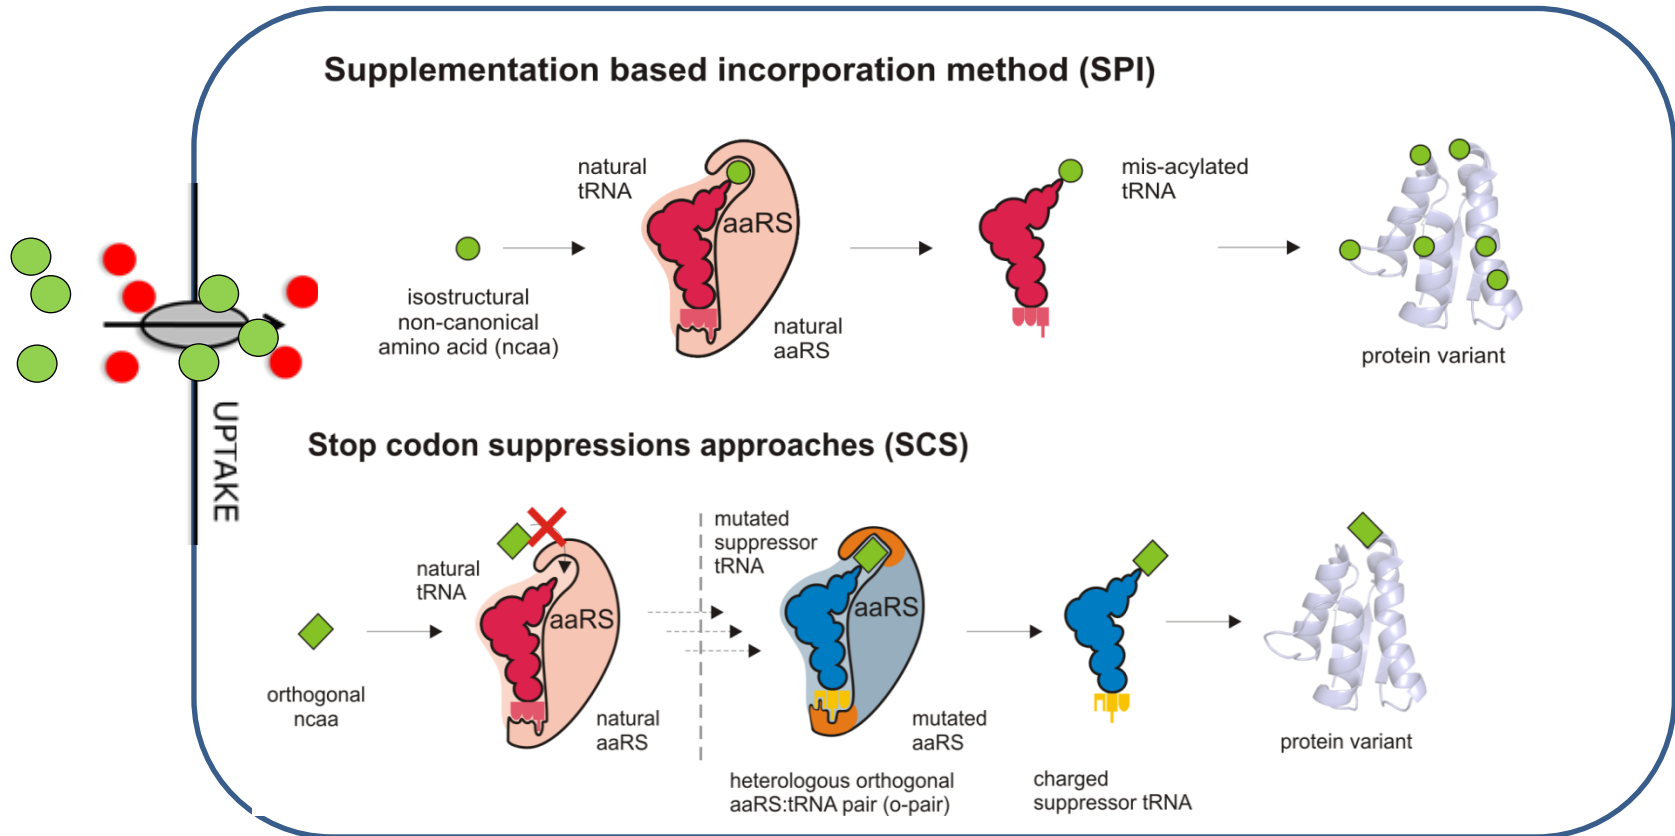 Supplementation based incorporation method (SPI)
natural
tRNA
aaRS
mis-acylated
tRNA
isostructural
non-canonical
amino acid (ncaa)
natural
aaRS
protein variant
UPTAKE
Stop codon suppressions approaches (SCS)
natural
tRNA
aaRS
mutated
suppressor
tRNA
aaRS
orthogonal
ncaa
natural
aaRS
mutated
aaRS
protein variant
heterologous orthogonal
aaRS:tRNA pair (o-pair)
charged
suppressor tRNA